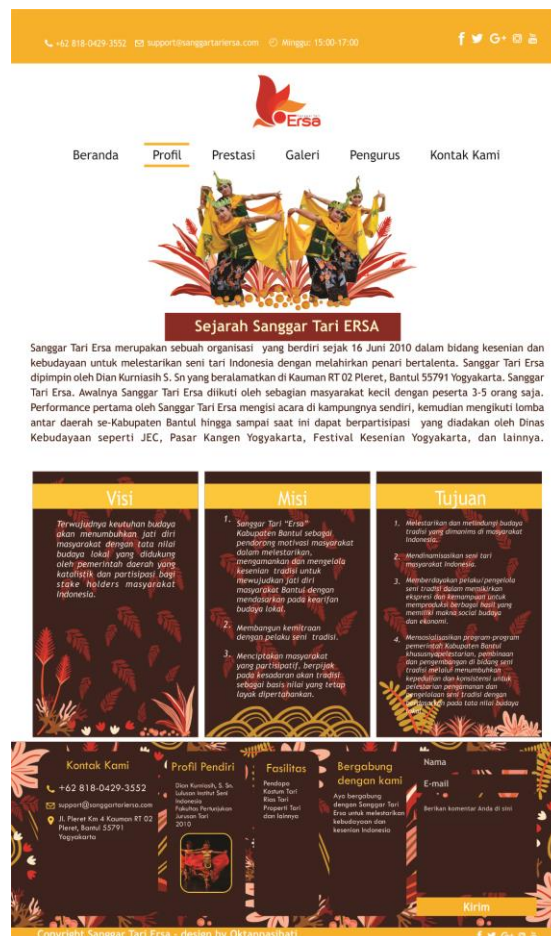 +62 818-0429-3552 support@sanggartariersa.com Minggu: 15:00-17:00
Ersa
Beranda Profil Prestasi Galeri Pengurus Kontak Kami
Sejarah Sanggar Tari ERSA
Sanggar Tari Ersa merupakan sebuah organisasi yang berdiri sejak 16 Juni 2010 dalam bidang kesenian dan
kebudayaan untuk melestarikan seni tari Indonesia dengan melahirkan penari bertalenta. Sanggar Tari Ersa
dipimpin oleh Dian Kurniasih S. Sn yang beralamatkan di Kauman RT 02 Pleret, Bantul 55791 Yogyakarta. Sanggar
Tari Ersa. Awalnya Sanggar Tari Ersa diikuti oleh sebagian masyarakat kecil dengan peserta 3-5 orang saja.
Performance pertama oleh Sanggar Tari Ersa mengisi acara di kampungnya sendiri, kemudian mengikuti lomba
antar daerah se-Kabupaten Bantul hingga sampai saat ini dapat berpartisipasi yang diadakan oleh Dinas
Kebudayaan seperti JEC, Pasar Kangen Yogyakarta, Festival Kesenian Yogyakarta, dan lainnya.
Visi
Terwujudnya keutuhan budaya
akan menumbuhkan jati diri
masyarakat dengan tata nilai
budaya lokal yang didukung
oleh pemerintah daerah yang
katalistik dan partisipasi bagi
stake holders masyarakat
Indonesia.
Misi
1. Sanggar Tari "Ersa"
Kabupaten Bantul sebagai
pendorong motivasi masyarakat
dalam melestarikan,
mengamankan dan mengelola
kesenian tradisi untuk
mewujudkan jati diri
masyarakat Bantul dengan
mendasarkan pada kearifan
budaya lokal.
2. Membangun kemitraan
dengan pelaku seni tradisi.
3. Menciptakan masyarakat
yang partisipatif, berpijak
pada kesadaran akan tradisi
sebagai basis nilai yang tetap
layak dipertahankan.
Tujuan
1. Melestarikan dan melindungi budaya
tradisi yang dimanims di masyarakat
Indonesia.
2. Mendinamisasikan seni tari
masyarakat Indonesia.
3. Memberdayakan pelaku/pengelola
seni tradisi dalam memikirkan
ekspresi dan kemampuan untuk
memproduksi berbagai hasil yang
memiliki makna social budaya
dan ekonomi.
4. Mensosialisasikan program-program
pemerintah Kabupaten Bantul
khususnyapelestarian, pembinaan
dan pengembangan di bidang seni
tradisi melalui menumbuhkan
kepedulian dan konsistensi untuk
pelestarian pengamanan dan
pengelolaan seni tradisi dengan
berdasarkan pada tata nilai budaya
Kontak Kami
+62 818-0429-3552
support@sanggartariersa.com
Jl. Pleret Km 4 Kauman RT 02
Pleret, Bantul 55791
Yogyakarta
Profil Pendiri
Dian Kurniasih, S. Sn.
Lulusan Institut Seni
Indonesia
Fakultas Pertunjukan
Jurusan Tari
2010
Fasilitas
Pendopo
Kostum Tari
Rias Tari
Properti Tari
dan lainnya
Bergabung
dengan kami
Ayo bergabung
dengan Sanggar Tari
Ersa untuk melestarikan
kebudayaan dan
kesenian Indonesia
Nama
E-mail
Berikan komentar Anda di sini
Kirim
Copyright Sanggar Tari Ersa - design by Oktannasihati